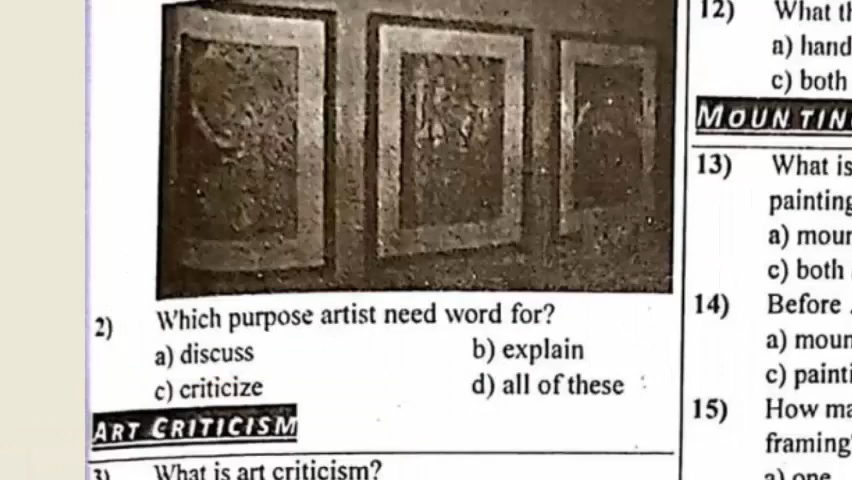 2) Which purpose artist need word for?
a) discuss b) explain
c) criticize d) all of these
ART CRITICISM
3) What is art criticism?
12) What
a) hand
c) both
MOUNTIN
13) What is
painting
a) moun
c) both
14) Before
a) moun
c) painti
15) How ma
framing
a) one